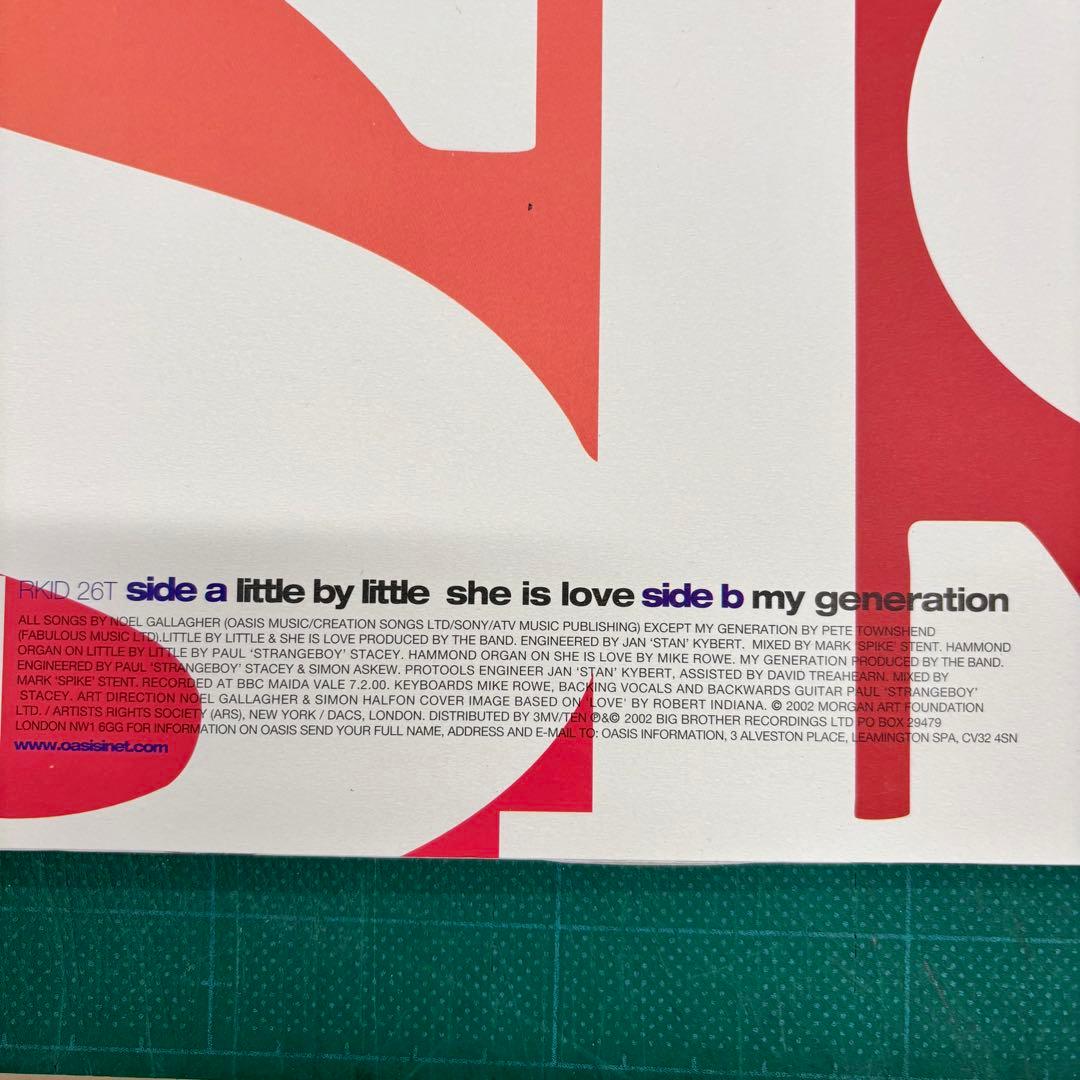 RKID 26T side a little by little she is love side b my generation
ALL SONGS BY NOEL GALLAGHER (OASIS MUSIC/CREATION SONGS LTD/SONY/ATV MUSIC PUBLISHING) EXCEPT MY GENERATION BY PETE TOWNSHEND
(FABULOUS MUSIC LTD).LITTLE BY LITTLE & SHE IS LOVE PRODUCED BY THE BAND. ENGINEERED BY JAN 'STAN' KYBERT. MIXED BY MARK 'SPIKE' STENT. HAMMOND
ORGAN ON LITTLE BY LITTLE BY PAUL 'STRANGEBOY' STACEY. HAMMOND ORGAN ON SHE IS LOVE BY MIKE ROWE. MY GENERATION PRODUCED BY THE BAND.
ENGINEERED BY PAUL 'STRANGEBOY' STACEY & SIMON ASKEW. PROTOOLS ENGINEER JAN 'STAN' KYBERT, ASSISTED BY DAVID TREAHEARN. MIXED BY
MARK 'SPIKE' STENT. RECORDED AT BBC MAIDA VALE 7.2.00. KEYBOARDS MIKE ROWE, BACKING VOCALS AND BACKWARDS GUITAR PAUL 'STRANGEBOY'
STACEY. ART DIRECTION NOEL GALLAGHER & SIMON HALFON COVER IMAGE BASED ON 'LOVE' BY ROBERT INDIANA. © 2002 MORGAN ART FOUNDATION
LTD. / ARTISTS RIGHTS SOCIETY (ARS), NEW YORK / DACS, LONDON. DISTRIBUTED BY 3MV/TEN ℗&© 2002 BIG BROTHER RECORDINGS LTD PO BOX 29479
LONDON NW1 6GG FOR INFORMATION ON OASIS SEND YOUR FULL NAME, ADDRESS AND E-MAIL TO: OASIS INFORMATION, 3 ALVESTON PLACE, LEAMINGTON SPA, CV32 4SN
www.oasisinet.com